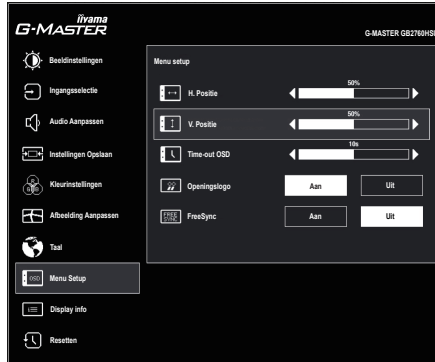 iiyama
G-MASTER
G-MASTER GB2760HS
Beeldinstellingen
Ingangsselectie
Audio Aanpassen
Instellingen Opslaan
Kleurinstellingen
Afbeelding Aanpassen
Taal
OSD Menu Setup
Display info
Resetten
Menu setup
H. Positie 50%
V. Positie 50%
Time-out OSD 10s
Openingslogo Aan Uit
FREE SYNC FreeSync Aan Uit